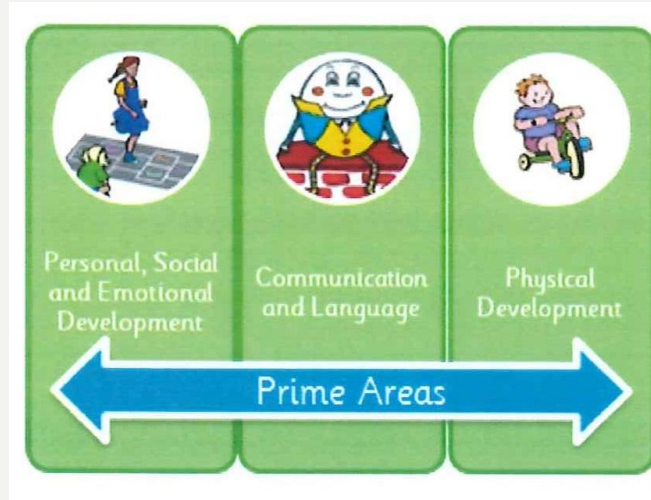 Personal, Social
and Emotional
Development
Communication
and Language
Physical
Development
Prime Areas